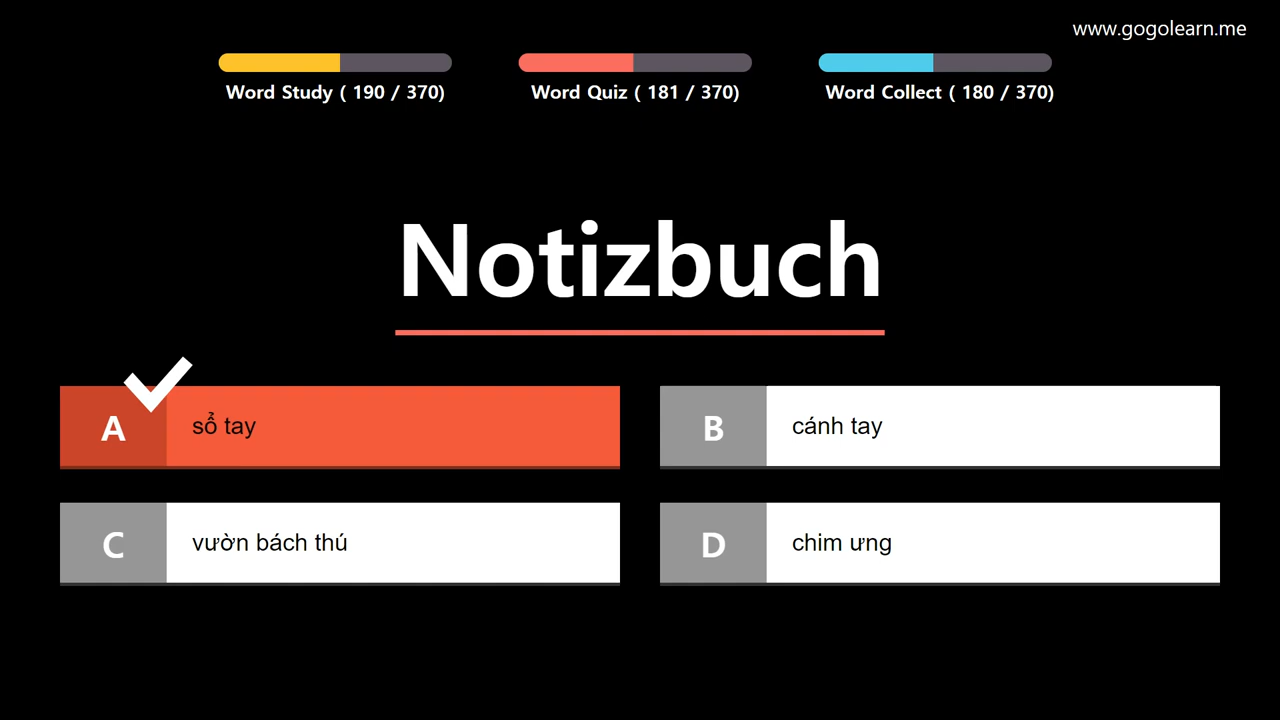 www.gogolearn.me
Word Study ( 190 / 370)
Word Quiz ( 181 / 370)
Word Collect ( 180 / 370)
Notizbuch
A
sổ tay
B
cánh tay
C
vườn bách thú
D
chim ưng